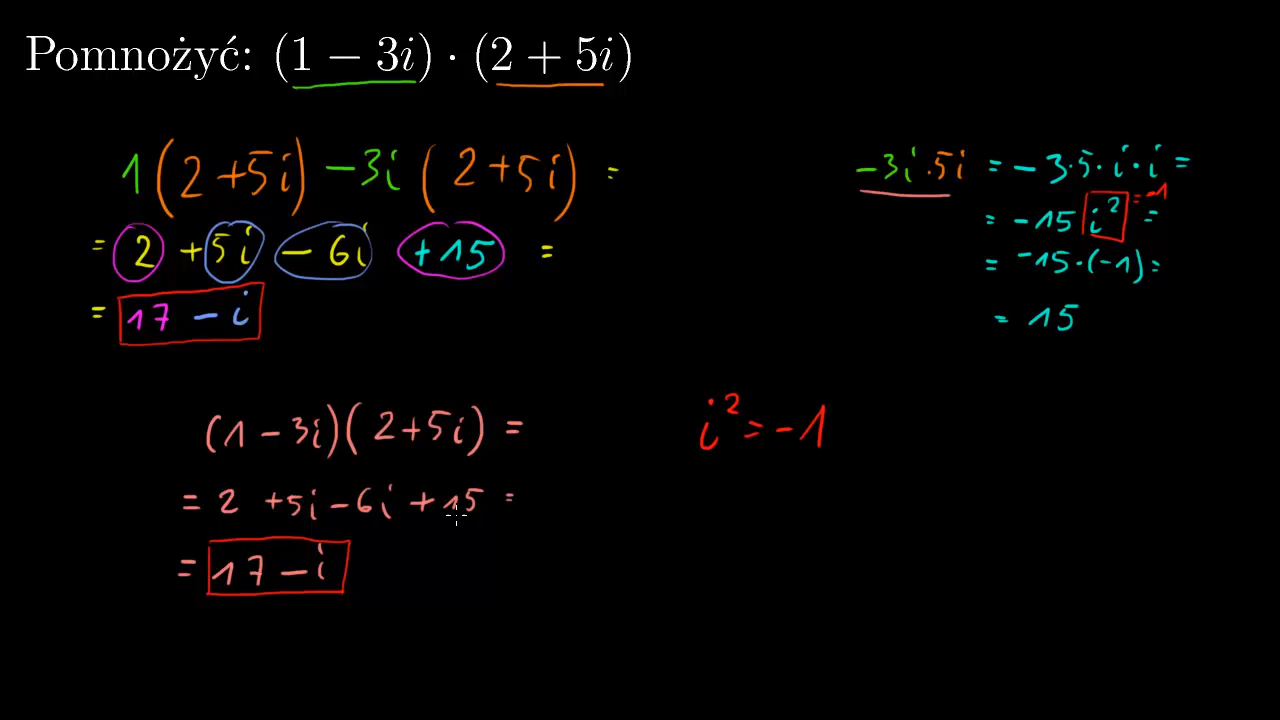 Pomnożyć: (1 − 3i) · (2 + 5i)
1(2+5i) −3i (2+5i) =
= 2 +5i − 6i +15 =
= 17 − i
−3i·5i = −3·5·i·i =
= −15 i² = −1 =
= −15·(−1) =
= 15
(1 − 3i)(2+5i) =
= 2 +5i − 6i +15 =
= 17 − i
i² = −1